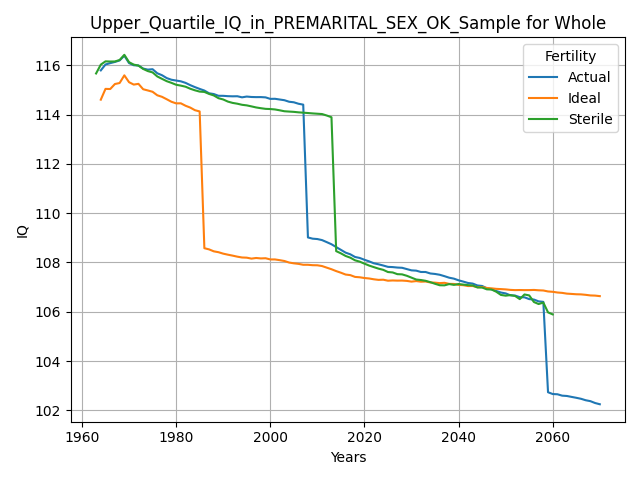 Upper_Quartile_IQ_in_PREMARITAL_SEX_OK_Sample for Whole
Fertility
Actual
Ideal
Sterile
IQ
116
114
112
110
108
106
104
102
1960
1980
2000
2020
2040
2060
Years